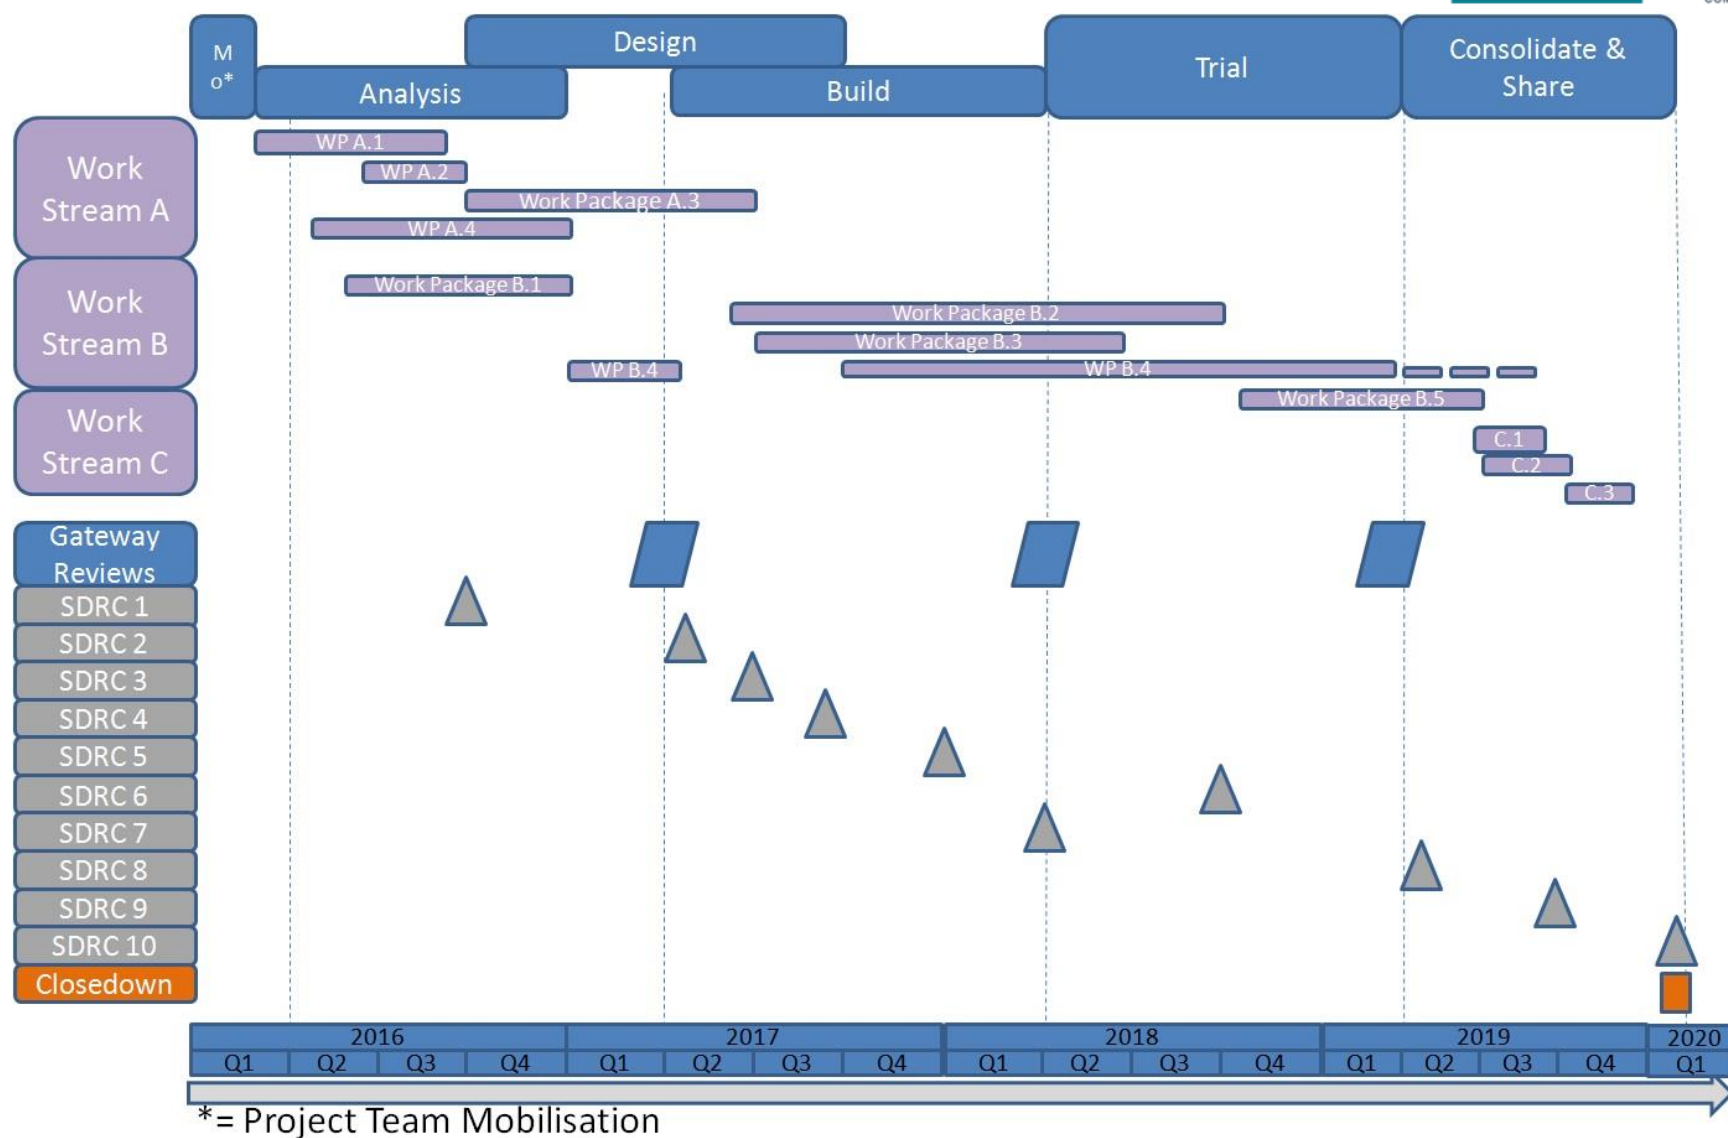 M
o*
Design
Analysis
Build
Trial
Consolidate &
Share
Work
Stream A
WP A.1
WP A.2
Work Package A.3
WP A.4
Work
Stream B
Work Package B.1
Work Package B.2
Work Package B.3
WP B.4
WP B.4
Work Package B.5
Work
Stream C
C.1
C.2
C.3
Gateway
Reviews
SDRC 1
SDRC 2
SDRC 3
SDRC 4
SDRC 5
SDRC 6
SDRC 7
SDRC 8
SDRC 9
SDRC 10
Closedown
2016 2017 2018 2019 2020
Q1 Q2 Q3 Q4 Q1 Q2 Q3 Q4 Q1 Q2 Q3 Q4 Q1 Q2 Q3 Q4 Q1
*= Project Team Mobilisation